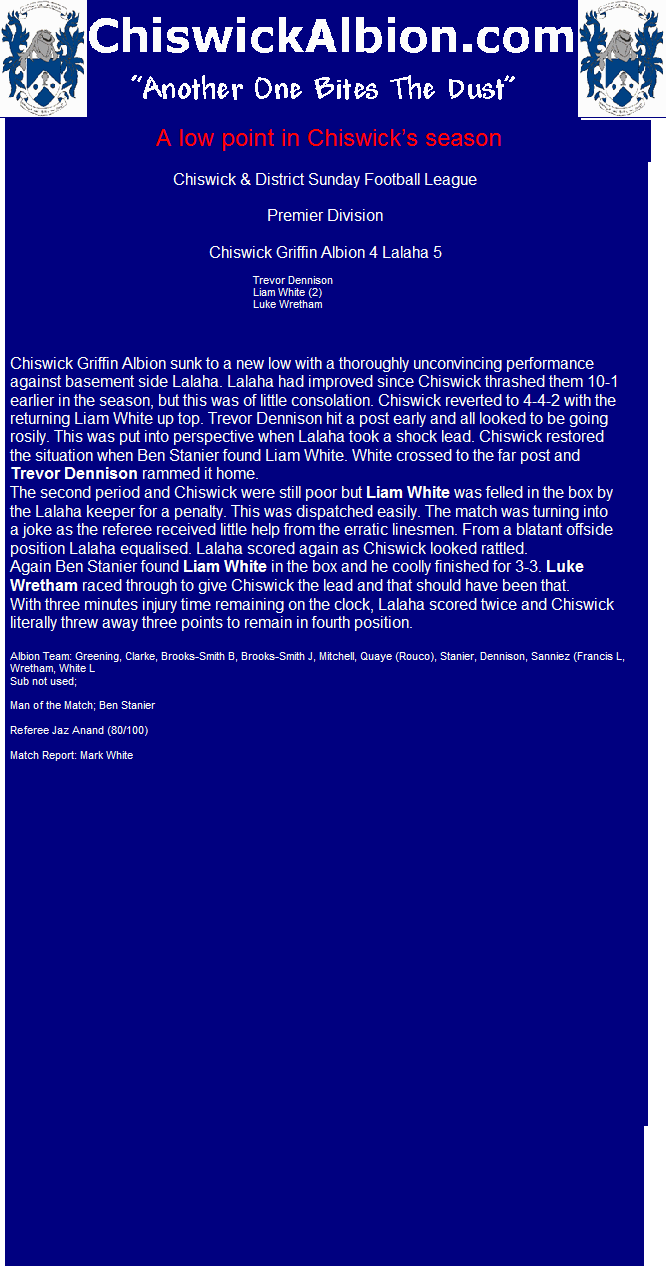 ChiswickAlbion.com
“Another One Bites The Dust”
A low point in Chiswick’s season
Chiswick & District Sunday Football League
Premier Division
Chiswick Griffin Albion 4 Lalaha 5
Trevor Dennison
Liam White (2)
Luke Wretham
Chiswick Griffin Albion sunk to a new low with a thoroughly unconvincing performance
against basement side Lalaha. Lalaha had improved since Chiswick thrashed them 10-1
earlier in the season, but this was of little consolation. Chiswick reverted to 4-4-2 with the
returning Liam White up top. Trevor Dennison hit a post early and all looked to be going
rosily. This was put into perspective when Lalaha took a shock lead. Chiswick restored
the situation when Ben Stanier found Liam White. White crossed to the far post and
Trevor Dennison rammed it home.
The second period and Chiswick were still poor but Liam White was felled in the box by
the Lalaha keeper for a penalty. This was dispatched easily. The match was turning into
a joke as the referee received little help from the erratic linesmen. From a blatant offside
position Lalaha equalised. Lalaha scored again as Chiswick looked rattled.
Again Ben Stanier found Liam White in the box and he coolly finished for 3-3. Luke
Wretham raced through to give Chiswick the lead and that should have been that.
With three minutes injury time remaining on the clock, Lalaha scored twice and Chiswick
literally threw away three points to remain in fourth position.
Albion Team: Greening, Clarke, Brooks-Smith B, Brooks-Smith J, Mitchell, Quaye (Rouco), Stanier, Dennison, Sanniez (Francis L,
Wretham, White L
Sub not used;
Man of the Match; Ben Stanier
Referee Jaz Anand (80/100)
Match Report: Mark White